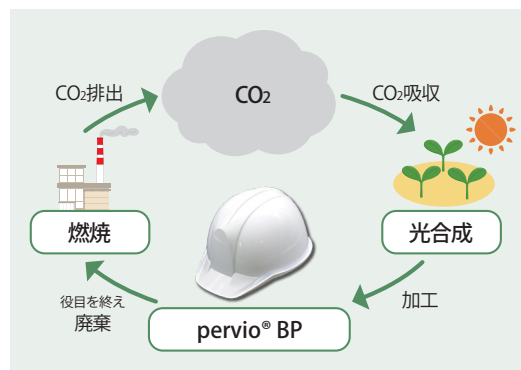 CO₂
CO₂排出
CO₂吸収
燃焼
光合成
役目を終え
廃棄
加工
pervio® BP